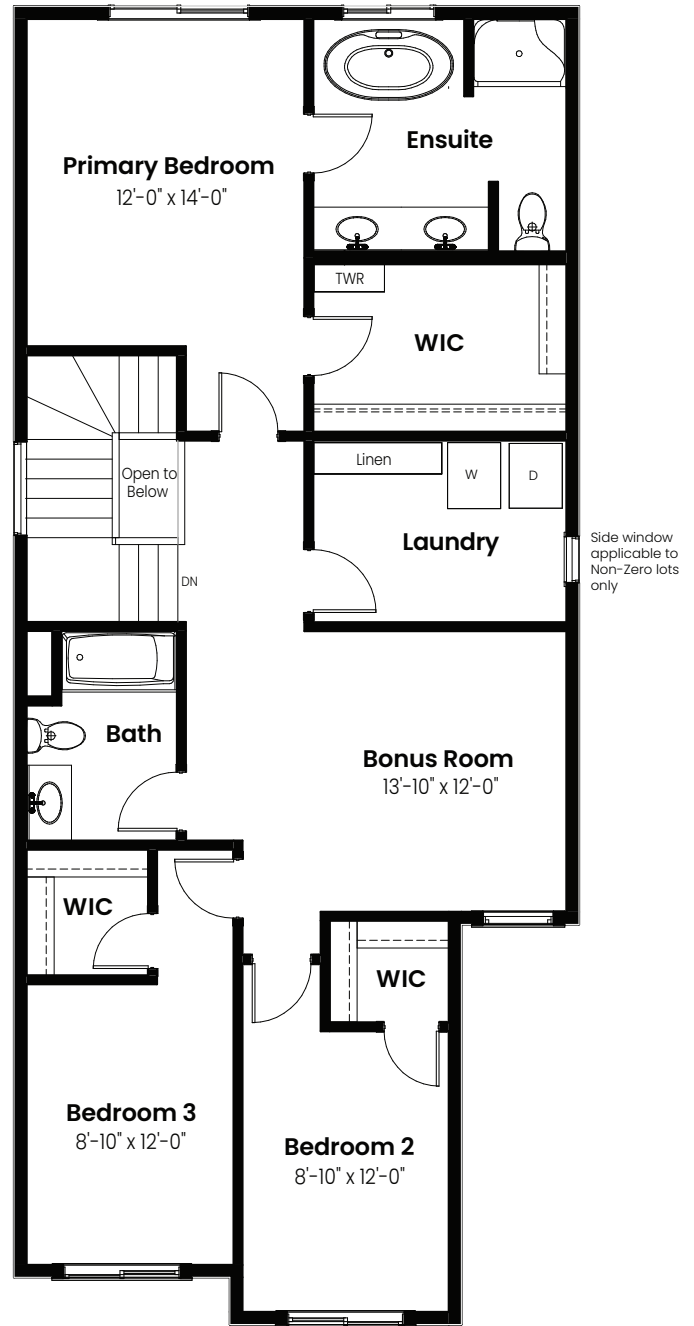 Primary Bedroom
12'-0" x 14'-0"
Ensuite
TWR
WIC
Open to
Below
DN
Linen
W
D
Laundry
Side window
applicable to
Non-Zero lots
only
Bath
Bonus Room
13'-10" x 12'-0"
WIC
WIC
Bedroom 3
8'-10" x 12'-0"
Bedroom 2
8'-10" x 12'-0"